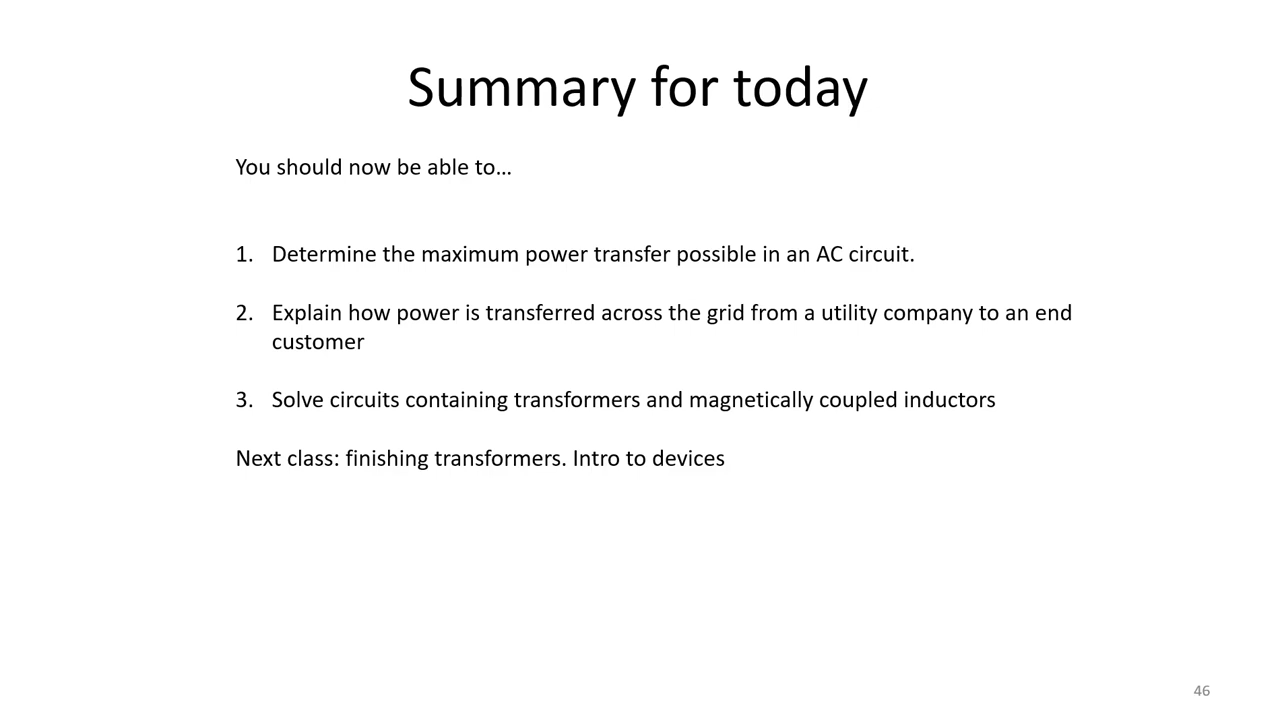 Summary for today
You should now be able to…
1. Determine the maximum power transfer possible in an AC circuit.
2. Explain how power is transferred across the grid from a utility company to an end
customer
3. Solve circuits containing transformers and magnetically coupled inductors
Next class: finishing transformers. Intro to devices
46